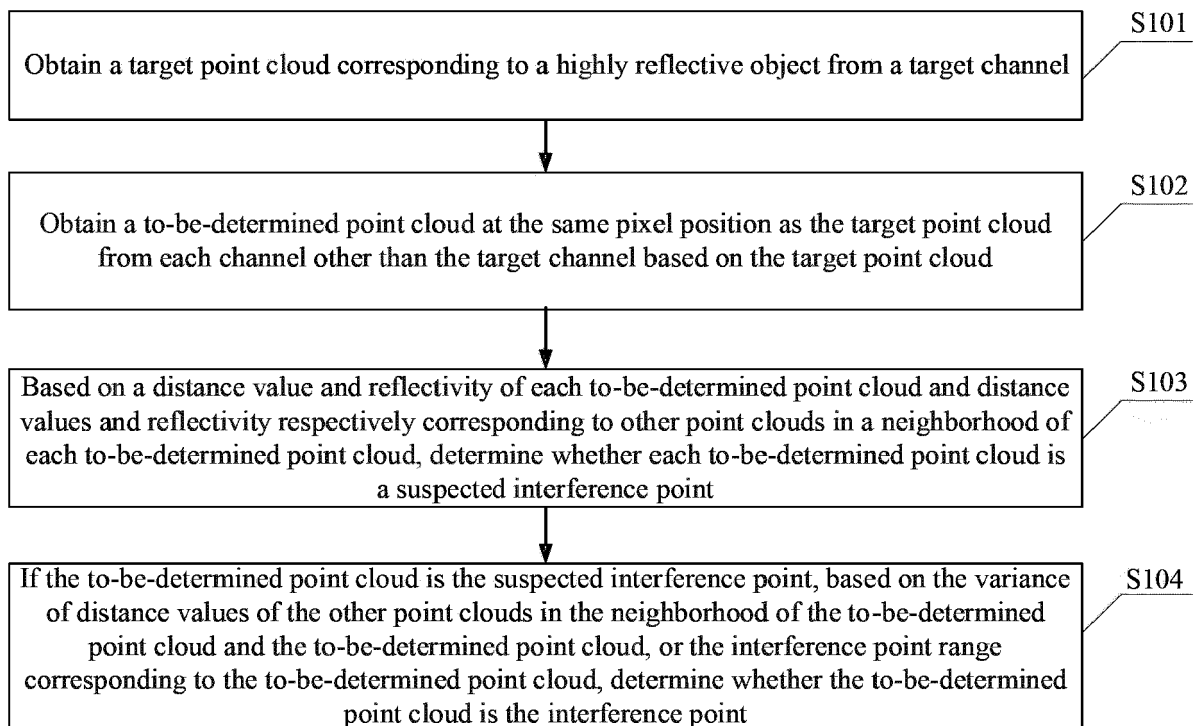 S101
Obtain a target point cloud corresponding to a highly reflective object from a target channel
S102
Obtain a to-be-determined point cloud at the same pixel position as the target point cloud
from each channel other than the target channel based on the target point cloud
S103
Based on a distance value and reflectivity of each to-be-determined point cloud and distance
values and reflectivity respectively corresponding to other point clouds in a neighborhood of
each to-be-determined point cloud, determine whether each to-be-determined point cloud is
a suspected interference point
S104
If the to-be-determined point cloud is the suspected interference point, based on the variance
of distance values of the other point clouds in the neighborhood of the to-be-determined
point cloud and the to-be-determined point cloud, or the interference point range
corresponding to the to-be-determined point cloud, determine whether the to-be-determined
point cloud is the interference point